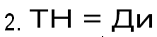 2. ТН = Ди